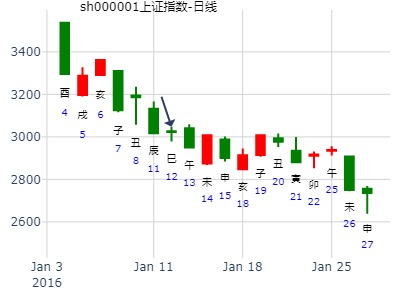 sh000001上证指数-日线
3400
3200
3000
2800
2600
酉
4
戌
5
亥
6
子
7
丑
8
辰
11
巳
12
午
13
未
14
申
15
亥
18
子
19
丑
20
寅
21
卯
22
午
25
未
26
申
27
Jan 3
2016
Jan 11
Jan 18
Jan 25